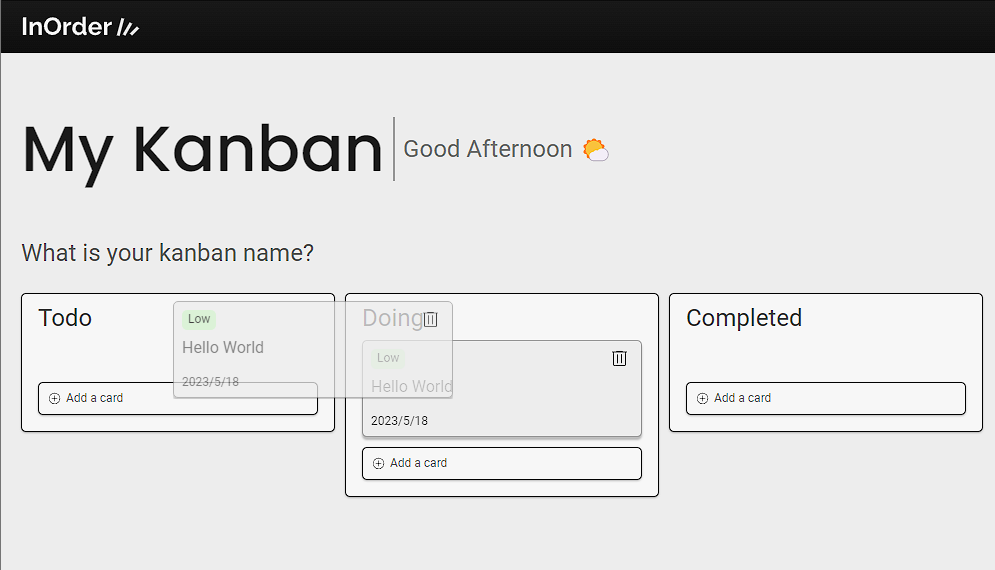 InOrder
My Kanban
Good Afternoon
What is your kanban name?
Todo
Low
Hello World
2023/5/18
Add a card
Doing
Low
Hello World
2023/5/18
Add a card
Completed
Add a card